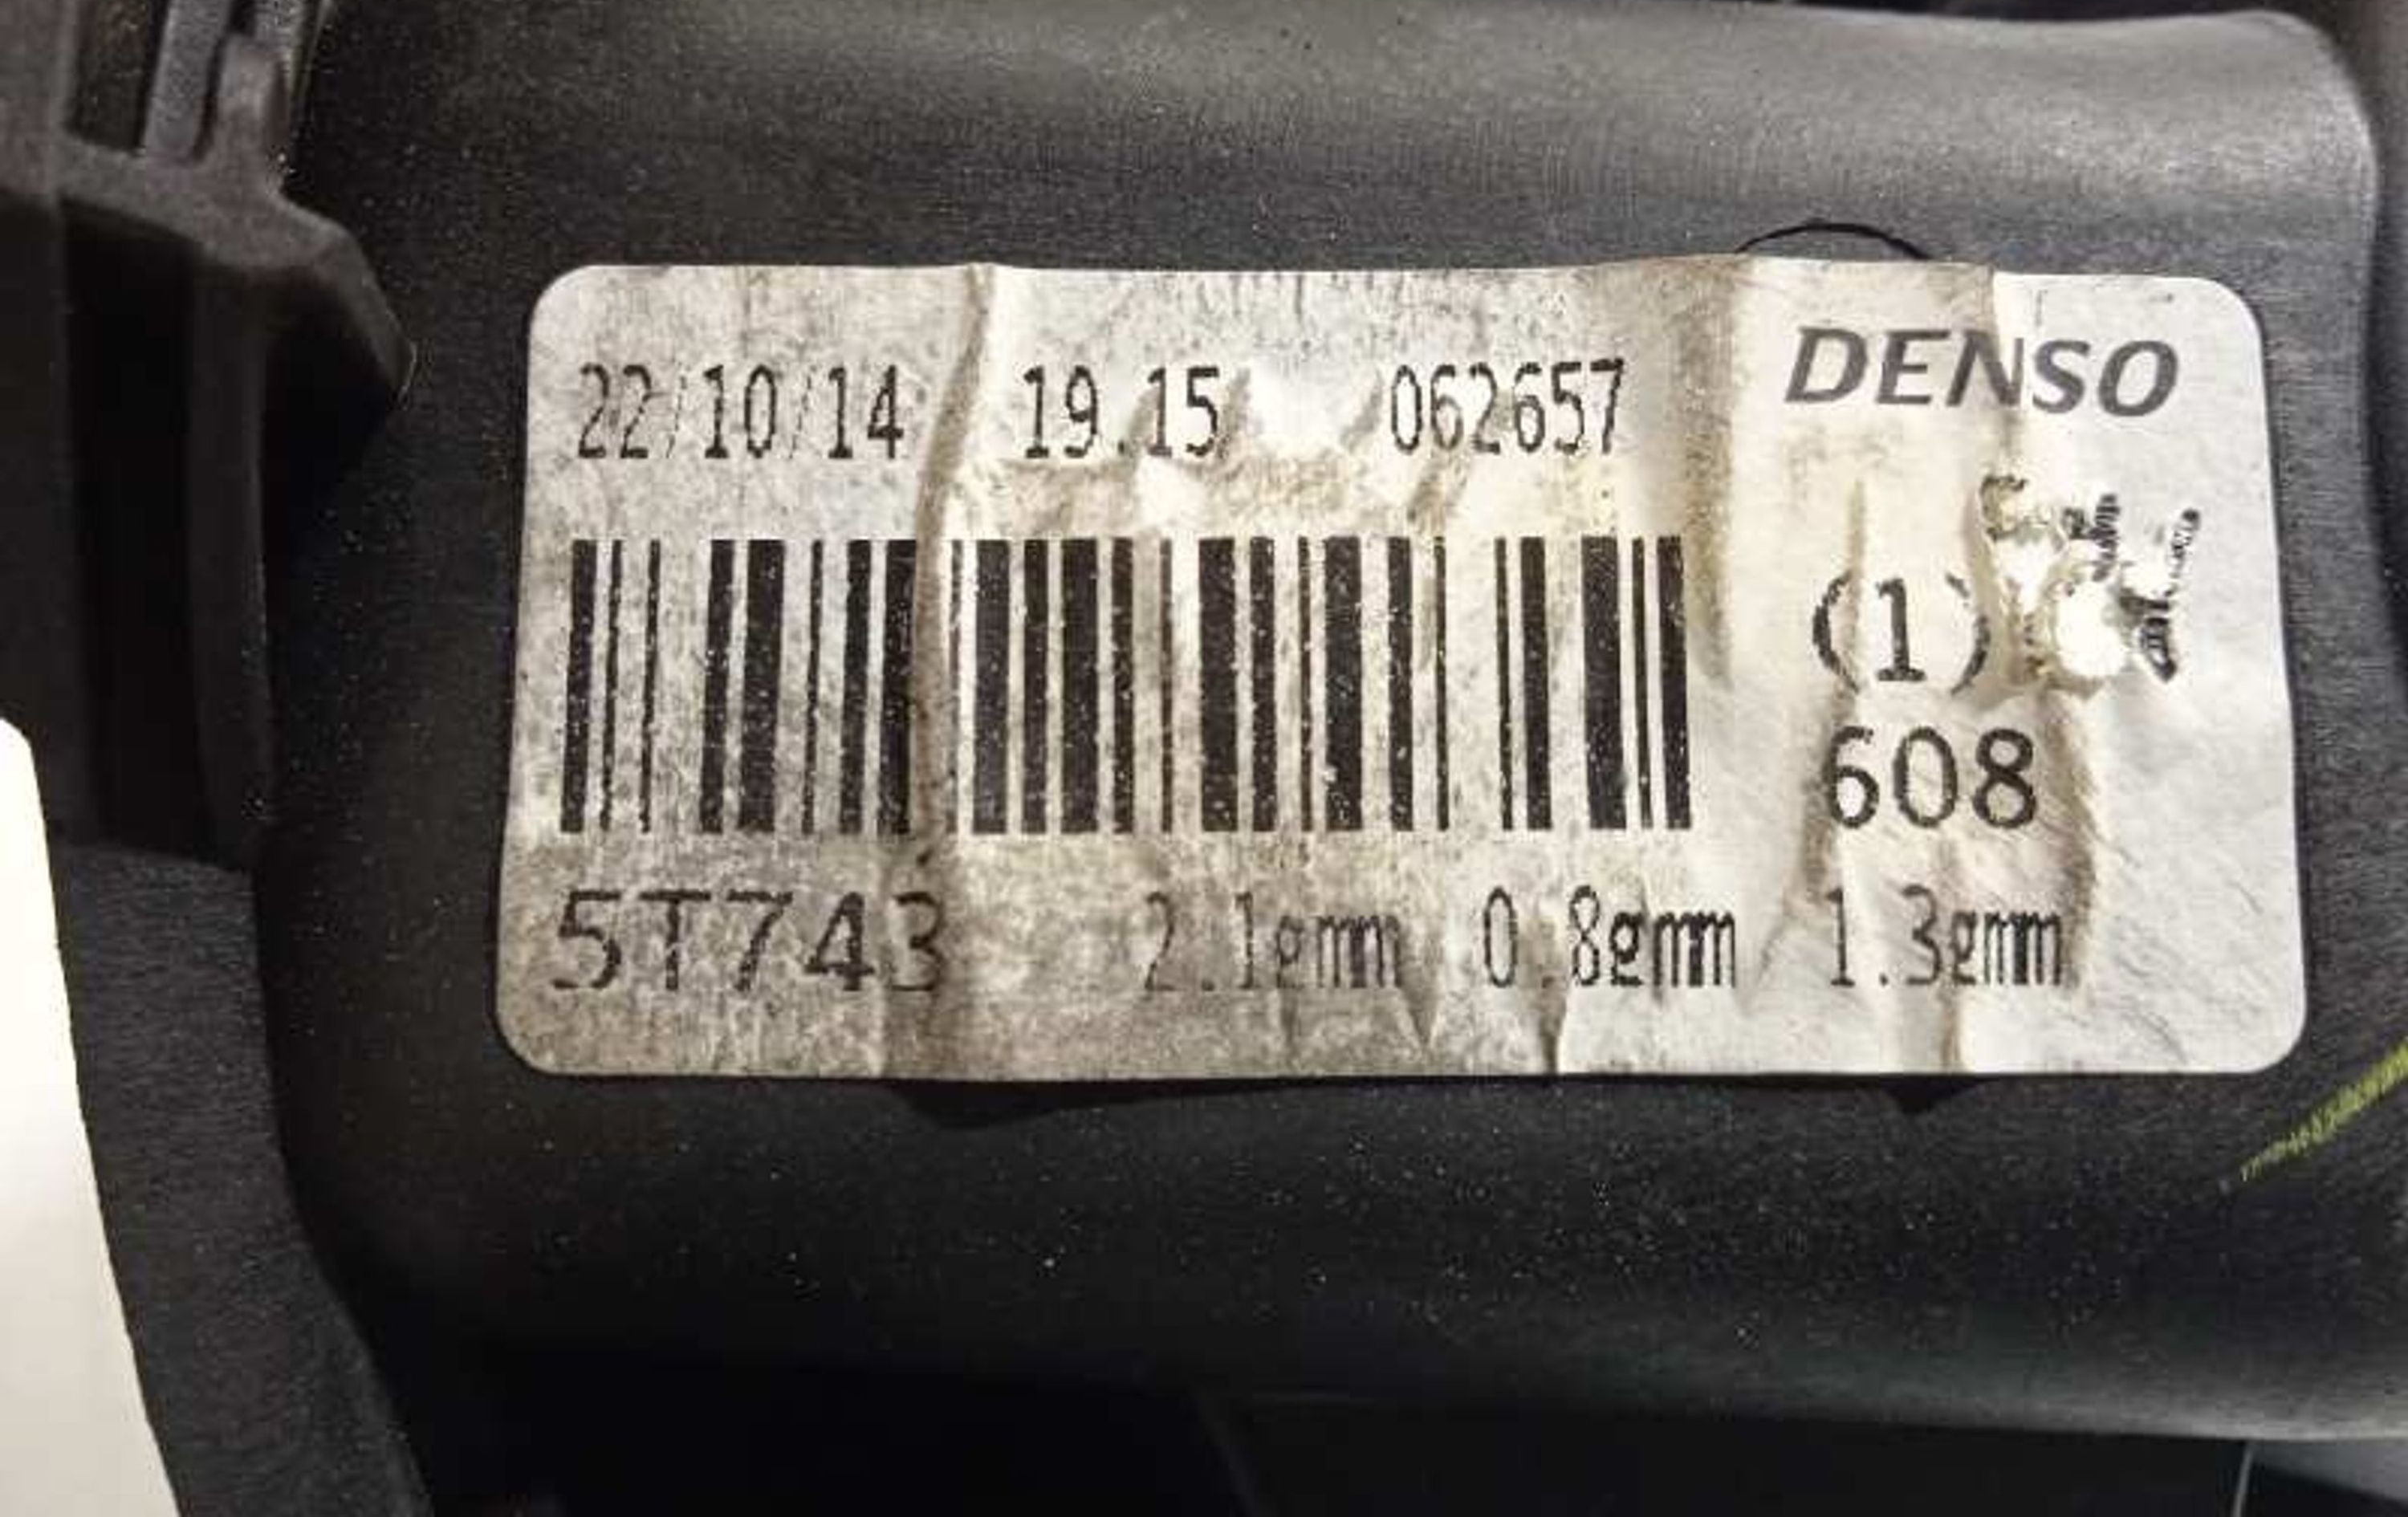 22/10/14 19.15 062657 DENSO
(1)
608
5T743 2.1gmm 0.8gmm 1.3gmm